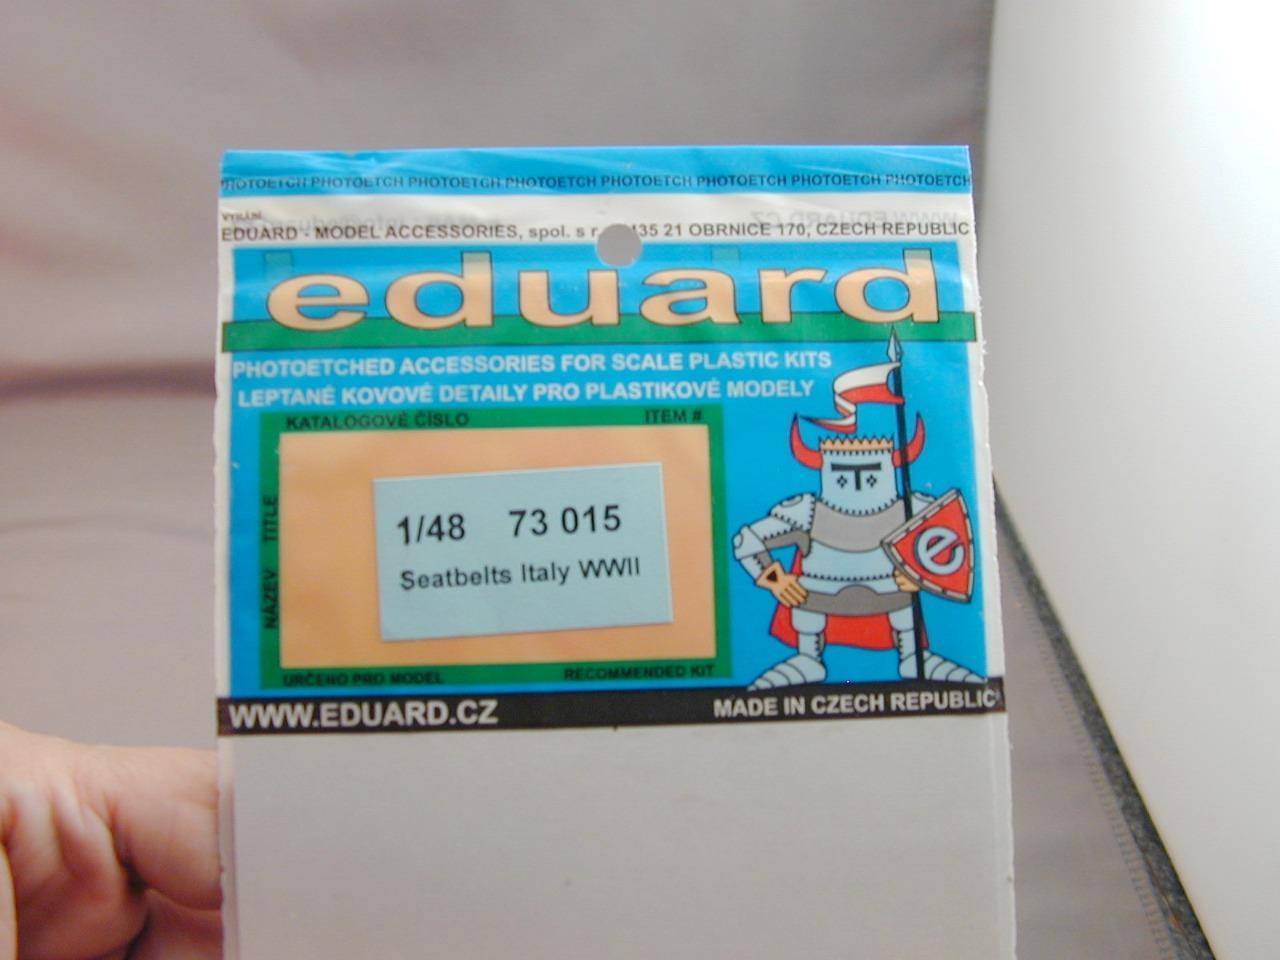 PHOTOETCH PHOTOETCH PHOTOETCH PHOTOETCH PHOTOETCH PHOTOETCH PHOTOETCH PHOTOETCH
EDUARD - MODEL ACCESSORIES, spol. s r. 435 21 OBRNICE 170, CZECH REPUBLIC
eduard
PHOTOETCHED ACCESSORIES FOR SCALE PLASTIC KITS
LEPTANÉ KOVOVÉ DETAILY PRO PLASTIKOVÉ MODELY
KATALOGOVÉ ČÍSLO ITEM #
NÁZEV TITLE
1/48 73 015
Seatbelts Italy WWII
e
URČENO PRO MODEL RECOMMENDED KIT
WWW.EDUARD.CZ MADE IN CZECH REPUBLIC